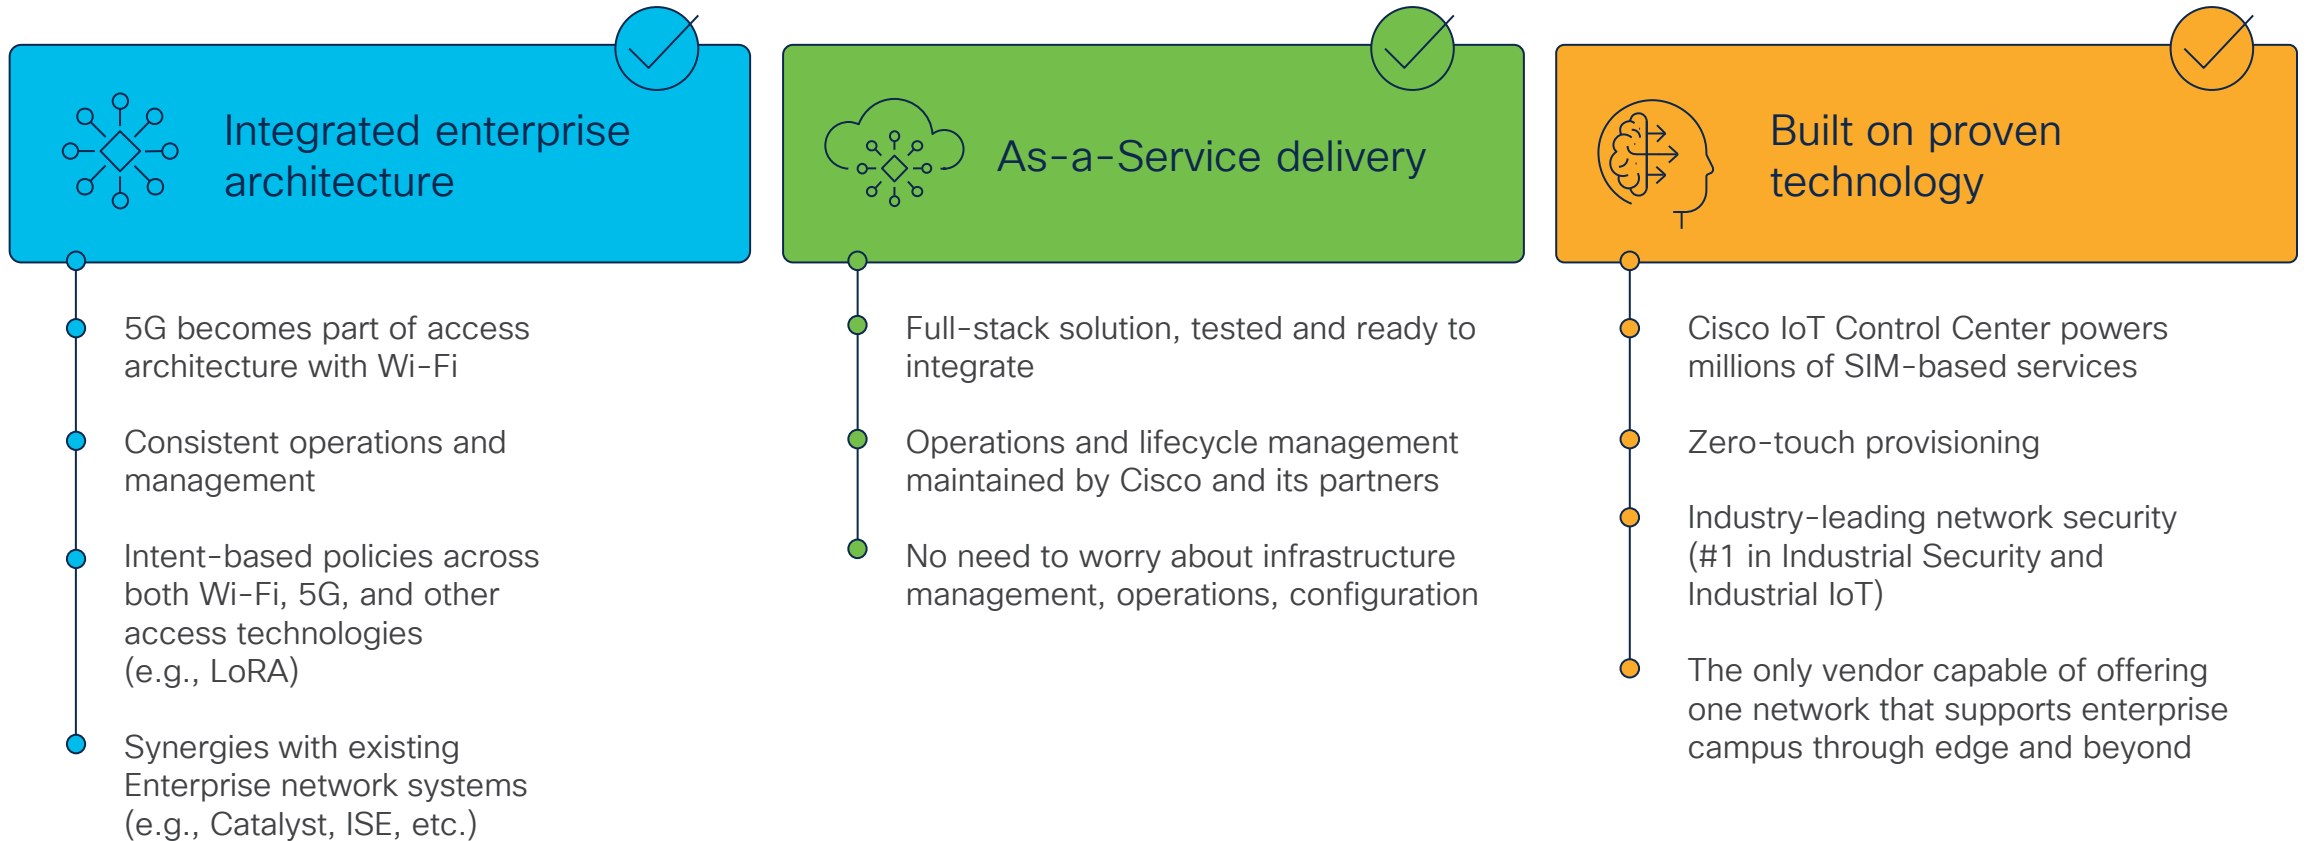 Integrated enterprise
architecture
5G becomes part of access
architecture with Wi-Fi
Consistent operations and
management
Intent-based policies across
both Wi-Fi, 5G, and other
access technologies
(e.g., LoRA)
Synergies with existing
Enterprise network systems
(e.g., Catalyst, ISE, etc.)
As-a-Service delivery
Full-stack solution, tested and ready to
integrate
Operations and lifecycle management
maintained by Cisco and its partners
No need to worry about infrastructure
management, operations, configuration
Built on proven
technology
Cisco IoT Control Center powers
millions of SIM-based services
Zero-touch provisioning
Industry-leading network security
(#1 in Industrial Security and
Industrial IoT)
The only vendor capable of offering
one network that supports enterprise
campus through edge and beyond